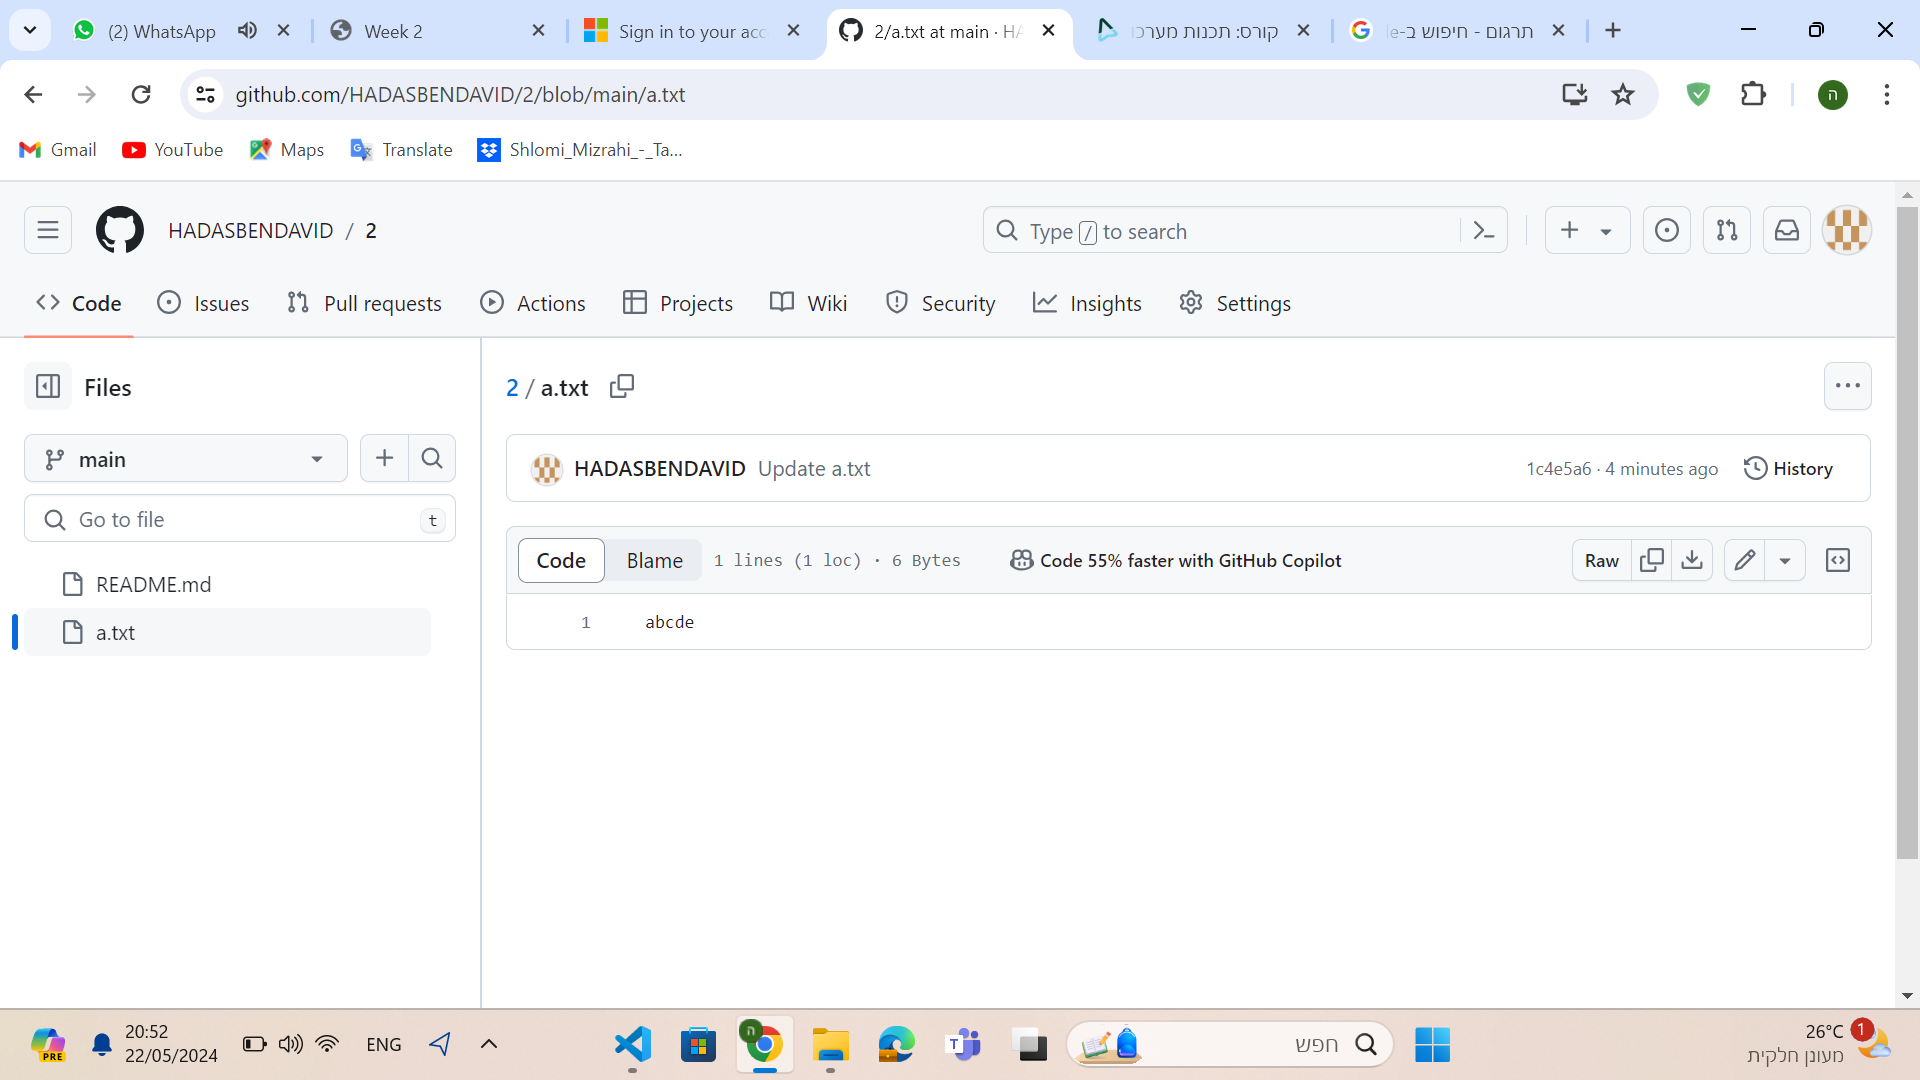 (2) WhatsApp
Week 2
Sign in to your acc
2/a.txt at main · HA
קורס: תכנות מערכו
תרגום - חיפוש ב-le
github.com/HADASBENDAVID/2/blob/main/a.txt
ה
Gmail
YouTube
Maps
Translate
Shlomi_Mizrahi_-_Ta...
HADASBENDAVID / 2
Type / to search
Code
Issues
Pull requests
Actions
Projects
Wiki
Security
Insights
Settings
Files
main
Go to file
t
README.md
a.txt
2 / a.txt
HADASBENDAVID Update a.txt
1c4e5a6 · 4 minutes ago
History
Code
Blame
1 lines (1 loc) · 6 Bytes
Code 55% faster with GitHub Copilot
Raw
1 abcde
PRE
20:52
22/05/2024
ENG
ה
T
חפש
26°C
מעונן חלקית
1